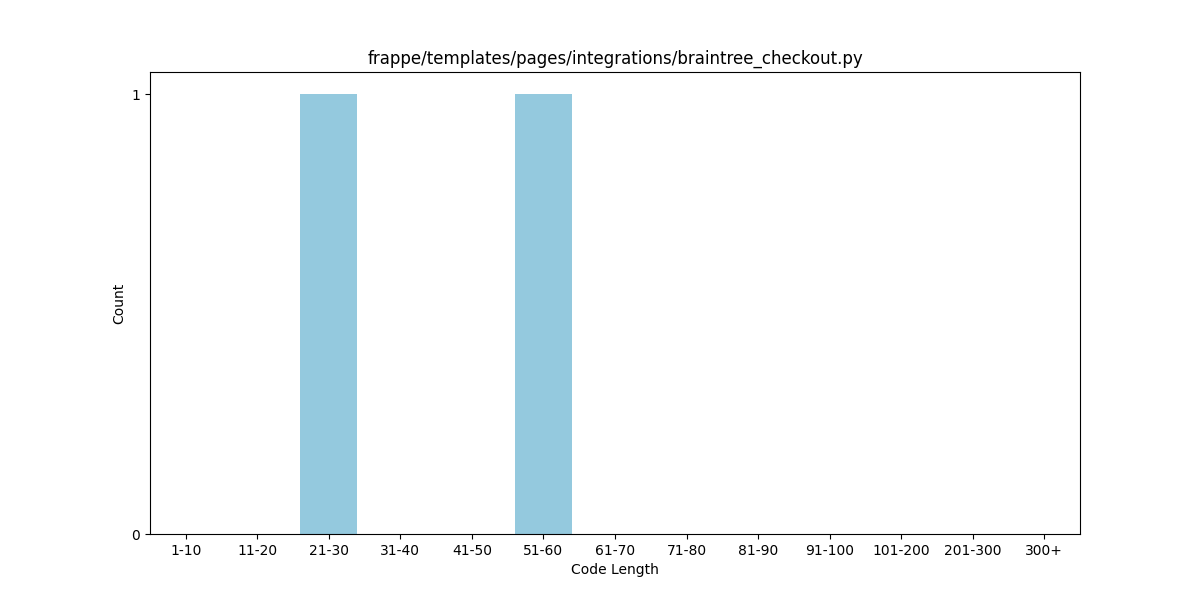 frappe/templates/pages/integrations/braintree_checkout.py
1
Count
0
1-10 11-20 21-30 31-40 41-50 51-60 61-70 71-80 81-90 91-100 101-200 201-300 300+
Code Length